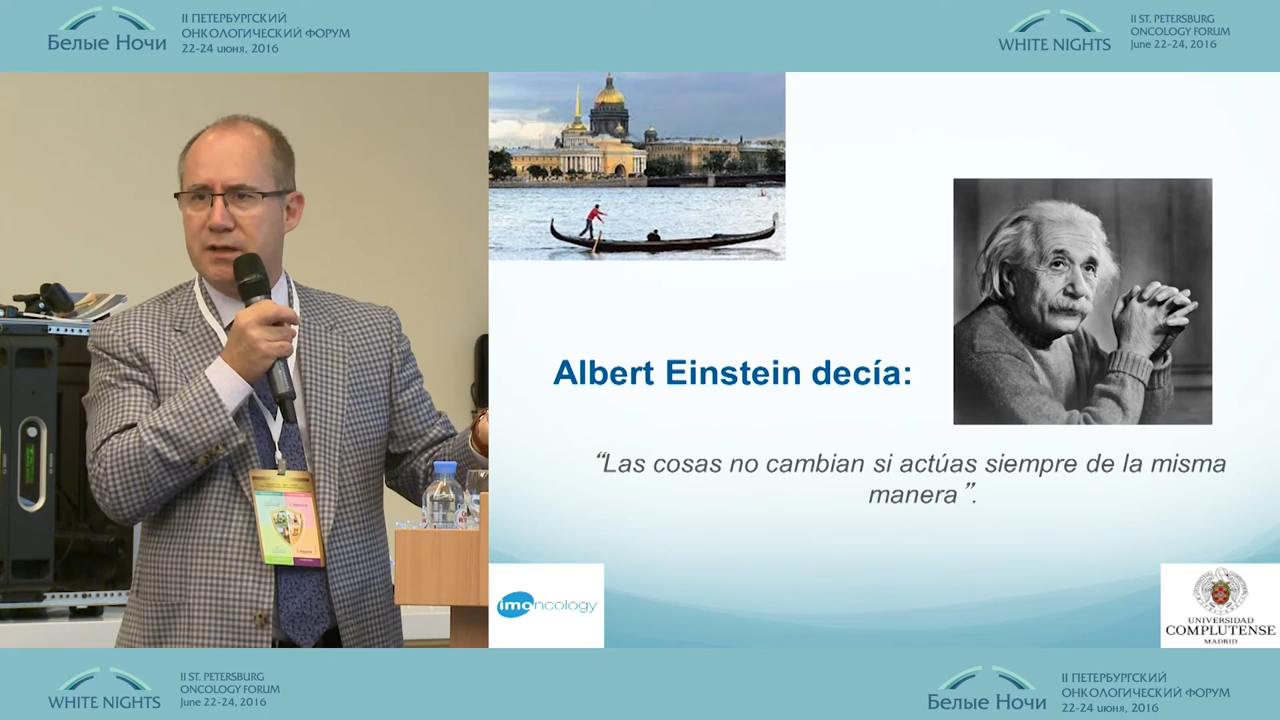 Белые Ночи
II ПЕТЕРБУРГСКИЙ
ОНКОЛОГИЧЕСКИЙ ФОРУМ
22-24 июня, 2016
WHITE NIGHTS
II ST. PETERSBURG
ONCOLOGY FORUM
June 22-24, 2016
Albert Einstein decía:
“Las cosas no cambian si actúas siempre de la misma
manera”.
imoncology
UNIVERSIDAD
COMPLUTENSE
MADRID
WHITE NIGHTS
II ST. PETERSBURG
ONCOLOGY FORUM
June 22-24, 2016
Белые Ночи
II ПЕТЕРБУРГСКИЙ
ОНКОЛОГИЧЕСКИЙ ФОРУМ
22-24 июня, 2016